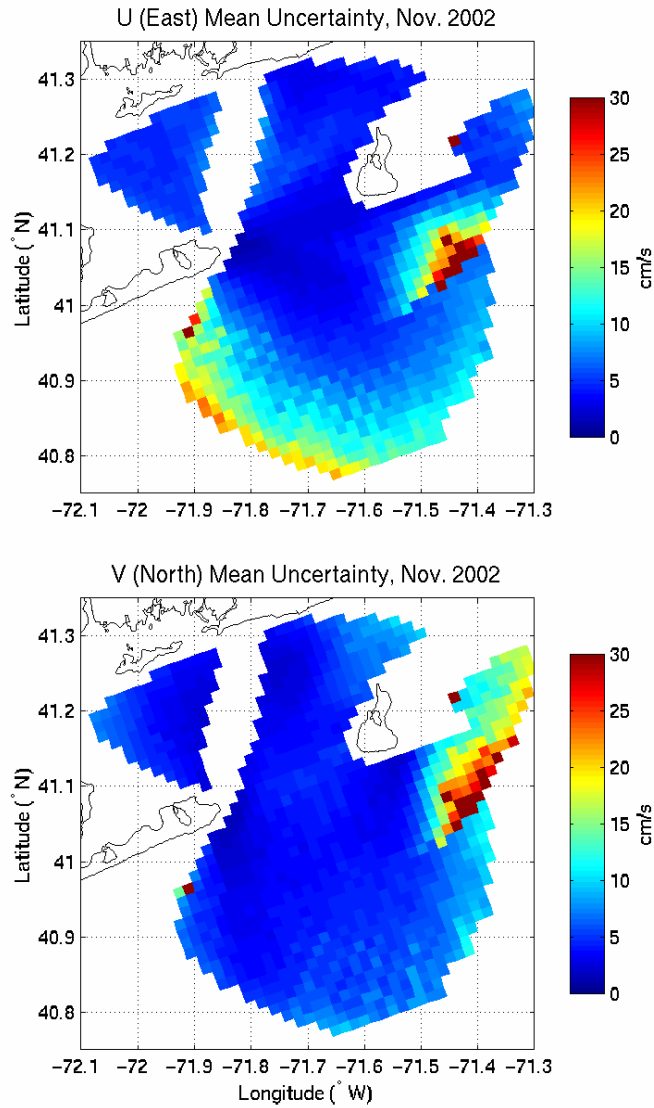 U (East) Mean Uncertainty, Nov. 2002
41.3
41.2
41.1
41
40.9
40.8
Latitude (° N)
−72.1 −72 −71.9 −71.8 −71.7 −71.6 −71.5 −71.4 −71.3
30
25
20
15
10
5
0
cm/s
V (North) Mean Uncertainty, Nov. 2002
41.3
41.2
41.1
41
40.9
40.8
Latitude (° N)
−72.1 −72 −71.9 −71.8 −71.7 −71.6 −71.5 −71.4 −71.3
Longitude (° W)
30
25
20
15
10
5
0
cm/s